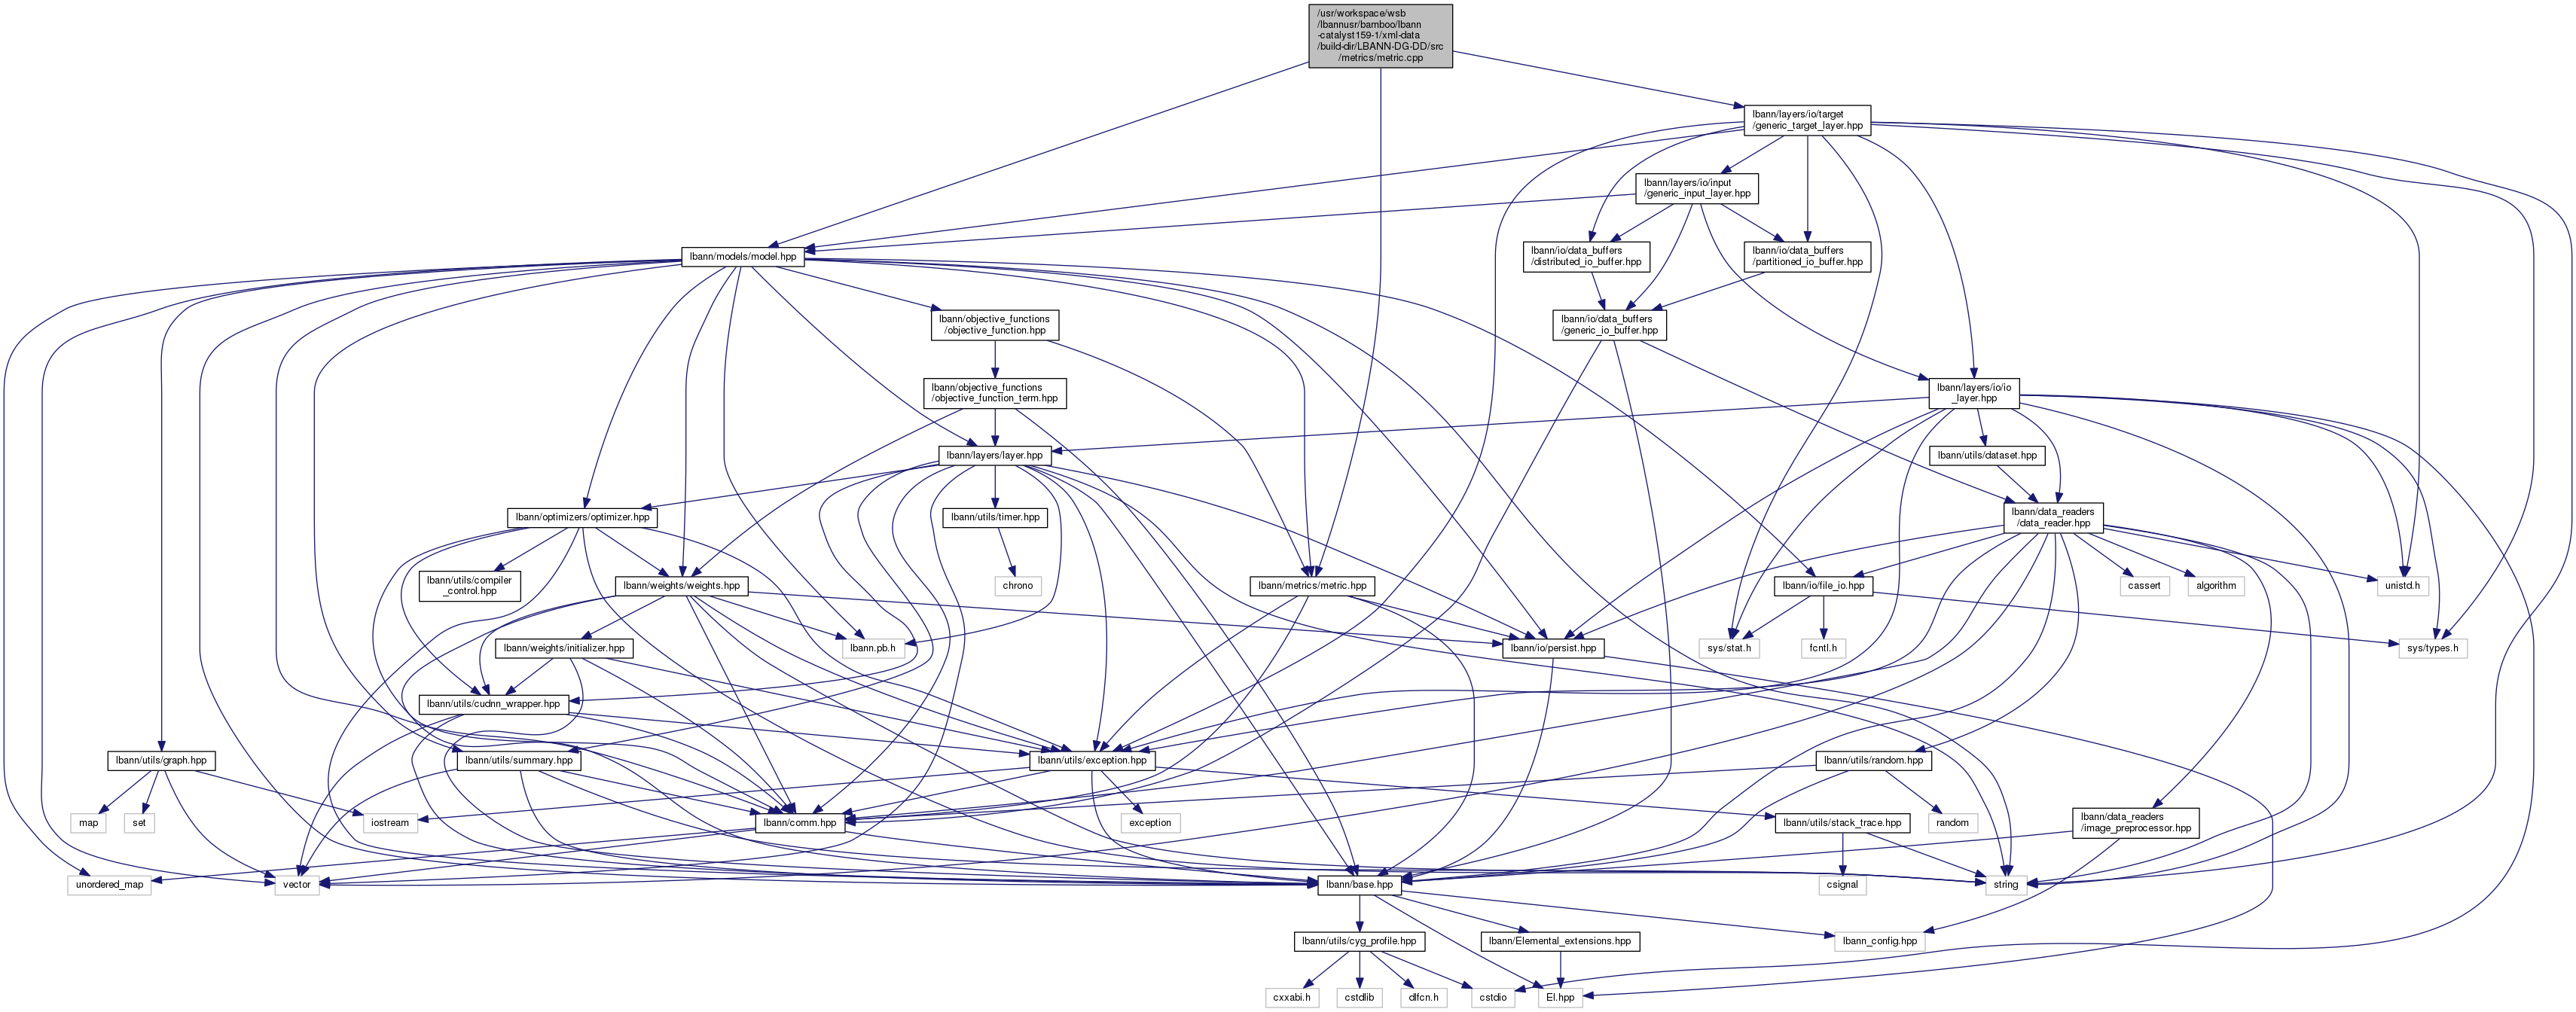 /usr/workspace/wsb
/lbannusr/bamboo/lbann
-catalyst159-1/xml-data
/build-dir/LBANN-DG-DD/src
/metrics/metric.cpp
lbann/layers/io/target
/generic_target_layer.hpp
lbann/layers/io/input
/generic_input_layer.hpp
lbann/models/model.hpp
lbann/io/data_buffers
/distributed_io_buffer.hpp
lbann/io/data_buffers
/partitioned_io_buffer.hpp
lbann/objective_functions
/objective_function.hpp
lbann/io/data_buffers
/generic_io_buffer.hpp
lbann/objective_functions
/objective_function_term.hpp
lbann/layers/io/io
_layer.hpp
lbann/layers/layer.hpp
lbann/utils/dataset.hpp
lbann/optimizers/optimizer.hpp
lbann/utils/timer.hpp
lbann/data_readers
/data_reader.hpp
lbann/utils/compiler
_control.hpp
lbann/weights/weights.hpp
chrono
lbann/metrics/metric.hpp
lbann/io/file_io.hpp
cassert
algorithm
unistd.h
lbann/weights/initializer.hpp
lbann.pb.h
lbann/io/persist.hpp
sys/stat.h
fcntl.h
sys/types.h
lbann/utils/cudnn_wrapper.hpp
lbann/utils/graph.hpp
lbann/utils/summary.hpp
lbann/utils/exception.hpp
lbann/utils/random.hpp
map
set
iostream
lbann/comm.hpp
exception
lbann/utils/stack_trace.hpp
random
lbann/data_readers
/image_preprocessor.hpp
unordered_map
vector
lbann/base.hpp
csignal
string
lbann/utils/cyg_profile.hpp
lbann/Elemental_extensions.hpp
lbann_config.hpp
cxxabi.h
cstdlib
dlfcn.h
cstdio
El.hpp